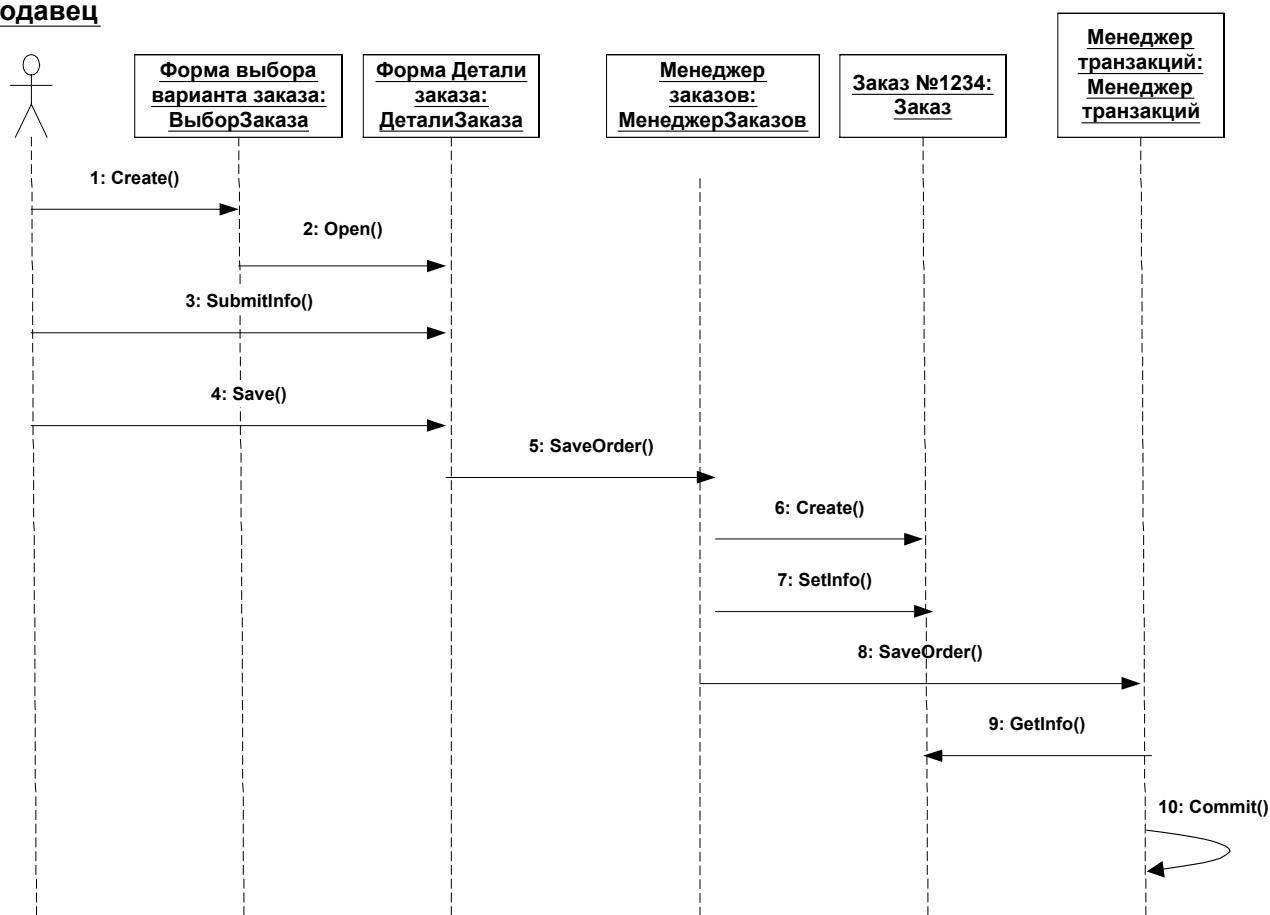 одавец
Форма выбора
варианта заказа:
ВыборЗаказа
Форма Детали
заказа:
ДеталиЗаказа
Менеджер
заказов:
МенеджерЗаказов
Заказ №1234:
Заказ
Менеджер
транзакций:
Менеджер
транзакций
1: Create()
2: Open()
3: SubmitInfo()
4: Save()
5: SaveOrder()
6: Create()
7: SetInfo()
8: SaveOrder()
9: GetInfo()
10: Commit()